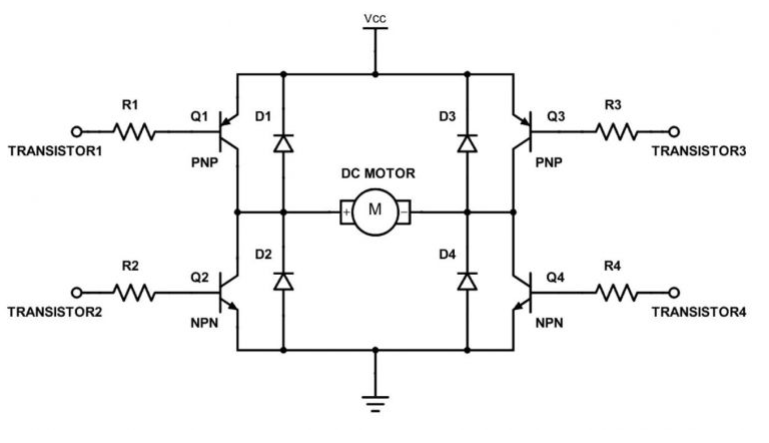 Vcc
R1
Q1
D1
D3
Q3
R3
TRANSISTOR1
PNP
PNP
TRANSISTOR3
DC MOTOR
+
M
-
R2
Q2
D2
D4
Q4
R4
TRANSISTOR2
NPN
NPN
TRANSISTOR4